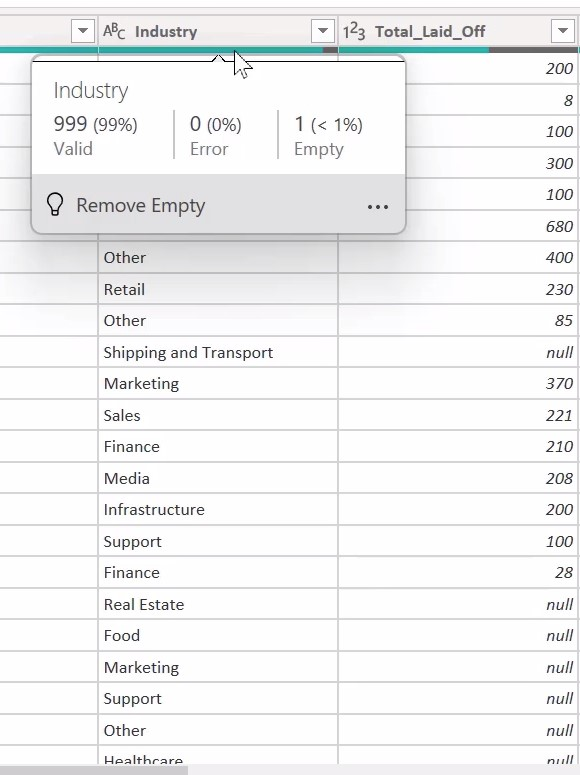 ABC Industry 123 Total_Laid_Off
200
Industry
8
999 (99%) 0 (0%) 1 (< 1%)
100
Valid Error Empty
300
100
Remove Empty ...
680
Other 400
Retail 230
Other 85
Shipping and Transport null
Marketing 370
Sales 221
Finance 210
Media 208
Infrastructure 200
Support 100
Finance 28
Real Estate null
Food null
Marketing null
Support null
Other null
Healthcare null